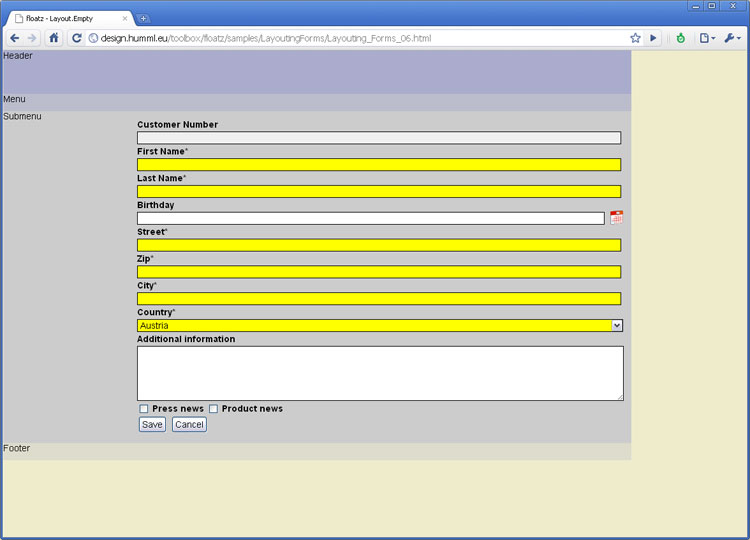 floatz - Layout.Empty
design.humml.eu/toolbox/floatz/samples/LayoutingForms/Layouting_Forms_06.html
Header
Menu
Submenu
Customer Number
First Name*
Last Name*
Birthday
Street*
Zip*
City*
Country*
Austria
Additional information
Press news Product news
Save Cancel
Footer